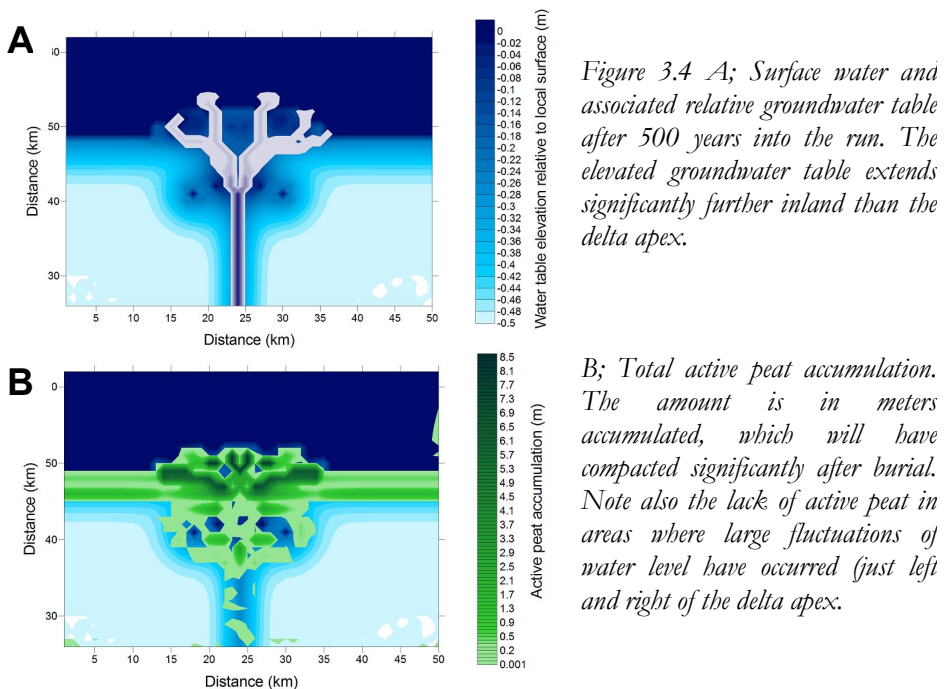 A
60
50
40
30
Distance (km)
5 10 15 20 25 30 35 40 45 50
Distance (km)
0
-0.02
-0.06
-0.08
-0.1
-0.14
-0.16
-0.18
-0.2
-0.24
-0.26
-0.28
-0.3
-0.34
-0.36
-0.38
-0.4
-0.44
-0.46
-0.48
-0.5
Water table elevation relative to local surface (m)
Figure 3.4 A; Surface water and
associated relative groundwater table
after 500 years into the run. The
elevated groundwater table extends
significantly further inland than the
delta apex.
B
0
50
40
30
Distance (km)
5 10 15 20 25 30 35 40 45 50
Distance (km)
8.5
8.1
7.7
7.3
6.9
6.5
6.1
5.7
5.3
4.9
4.5
4.1
3.7
3.3
2.9
2.5
2.1
1.7
1.3
0.9
0.5
0.2
0.001
Active peat accumulation (m)
B; Total active peat accumulation.
The amount is in meters
accumulated, which will have
compacted significantly after burial.
Note also the lack of active peat in
areas where large fluctuations of
water level have occurred (just left
and right of the delta apex.